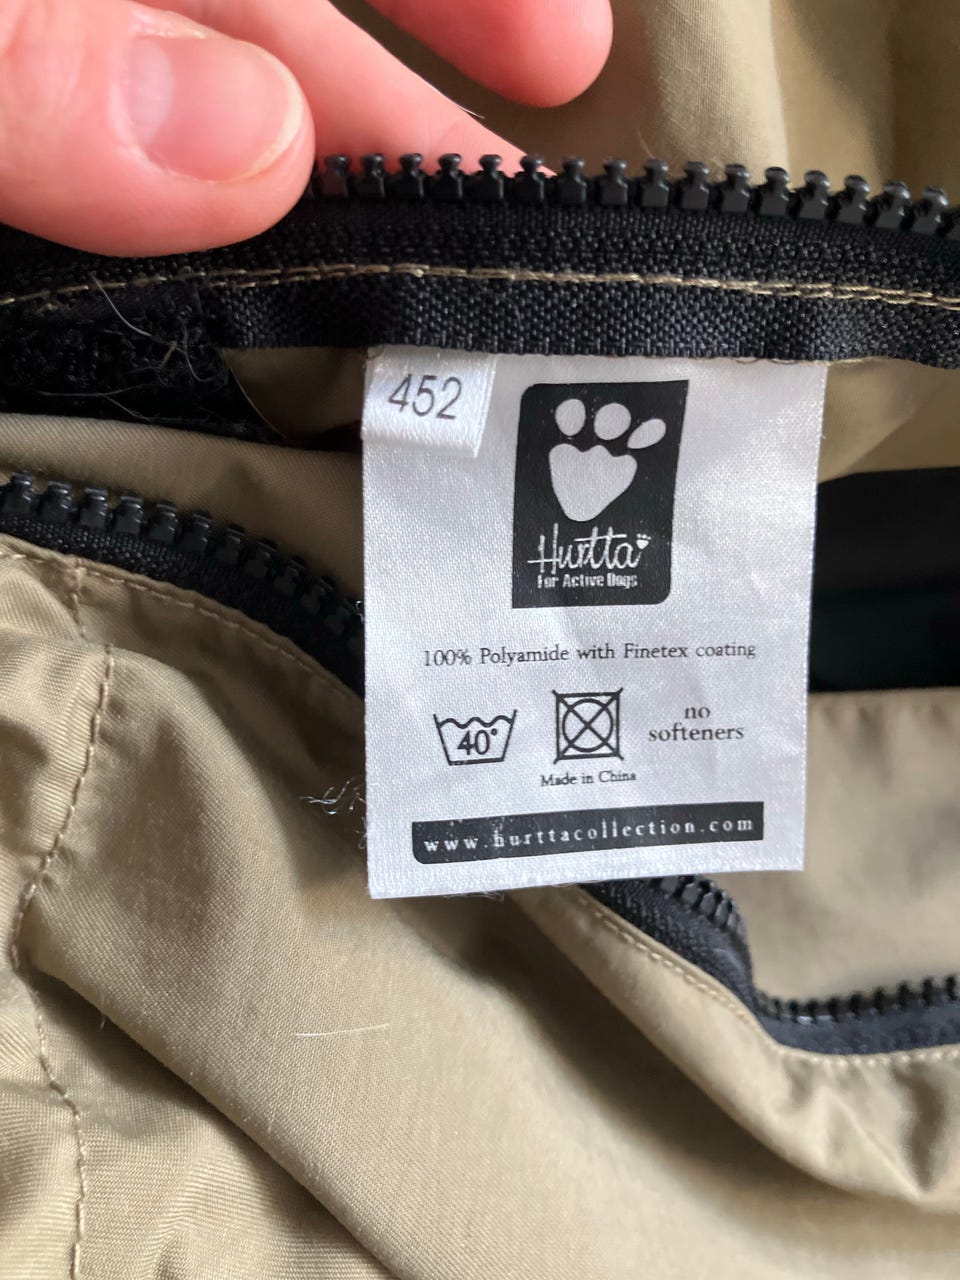 452
Hurtta
For Active Dogs
100% Polyamide with Finetex coating
40°
no
softeners
Made in China
www.hurttacollection.com